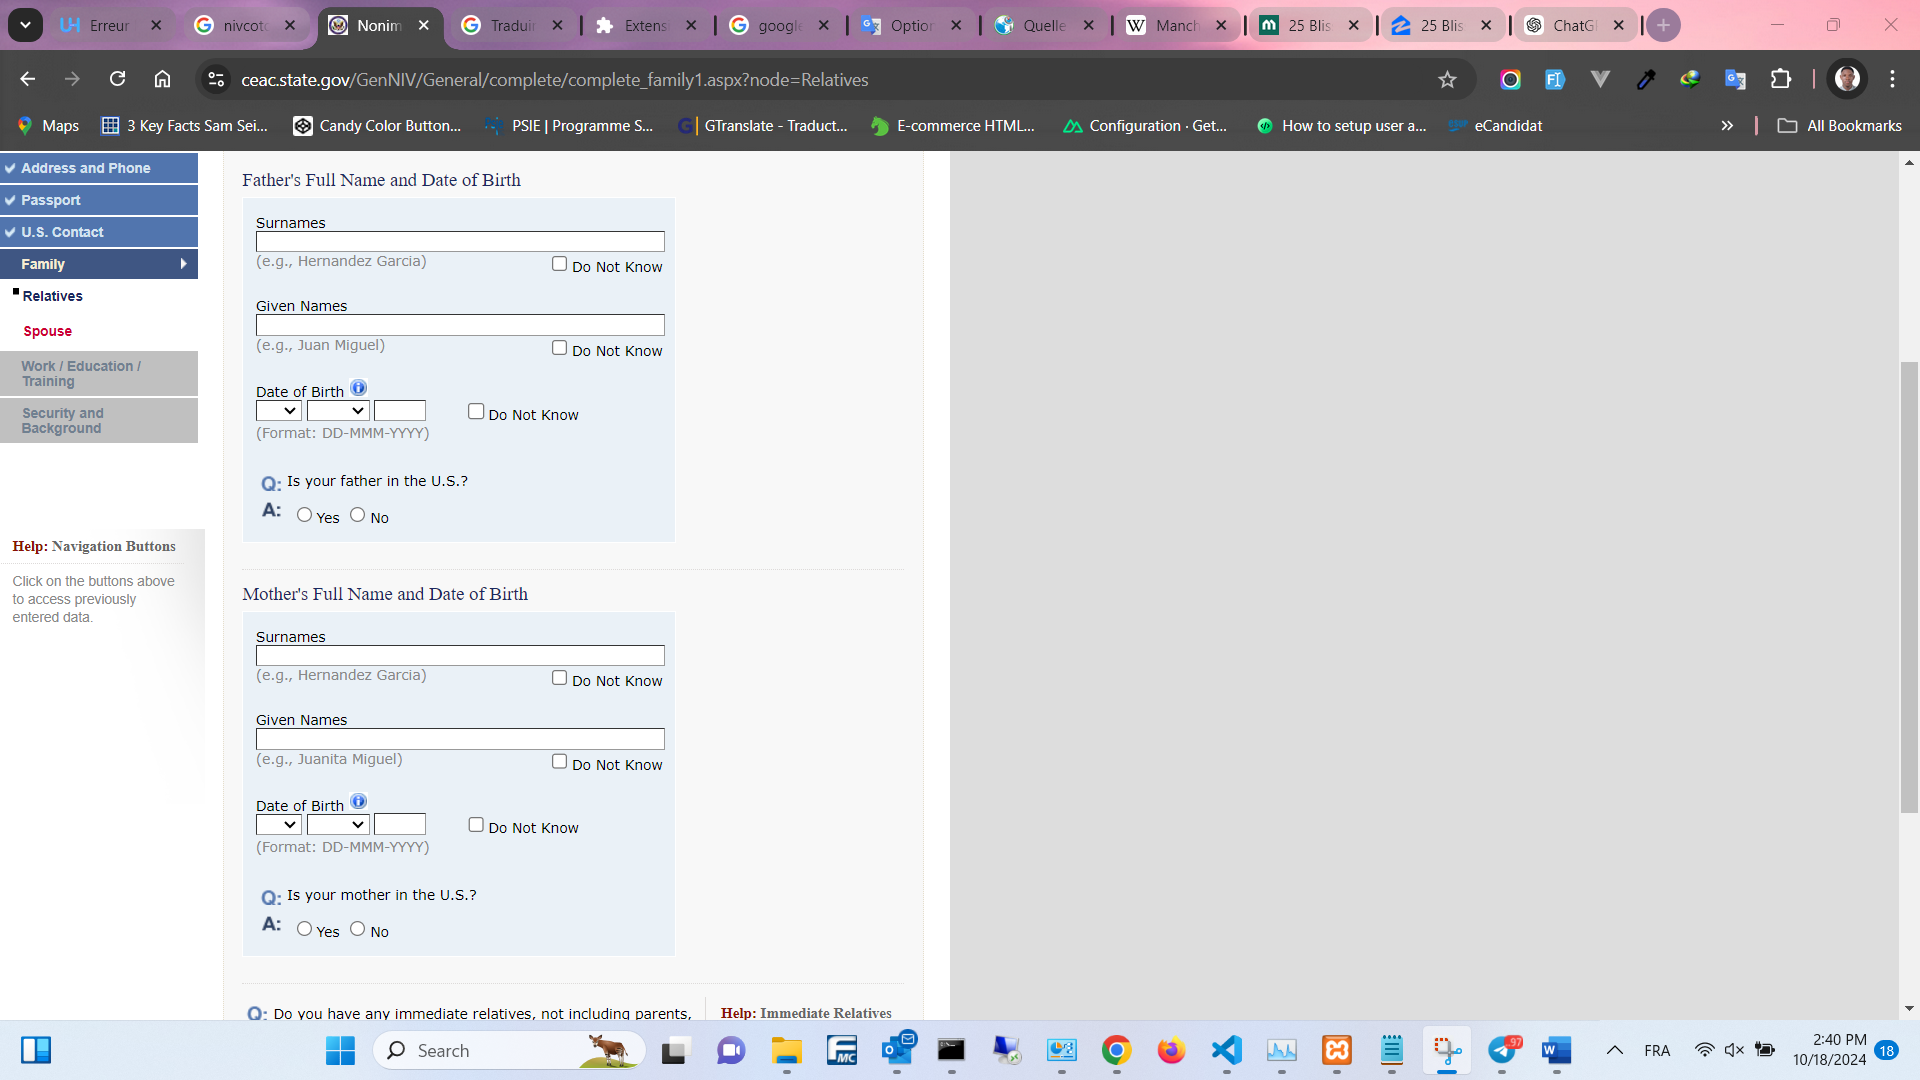 Erreur
nivcoto
Nonim
Traduir
Extensi
google
Option
Quelle
Manch
25 Blis
25 Blis
ChatGP
ceac.state.gov/GenNIV/General/complete/complete_family1.aspx?node=Relatives
Maps
3 Key Facts Sam Sei...
Candy Color Button...
PSIE | Programme S...
GTranslate - Traduct...
E-commerce HTML...
Configuration · Get...
How to setup user a...
eCandidat
All Bookmarks
Address and Phone
Passport
U.S. Contact
Family
Relatives
Spouse
Work / Education /
Training
Security and
Background
Help: Navigation Buttons
Click on the buttons above
to access previously
entered data.
Father's Full Name and Date of Birth
Surnames
(e.g., Hernandez Garcia)
Do Not Know
Given Names
(e.g., Juan Miguel)
Do Not Know
Date of Birth
Do Not Know
(Format: DD-MMM-YYYY)
Q: Is your father in the U.S.?
A: Yes No
Mother's Full Name and Date of Birth
Surnames
(e.g., Hernandez Garcia)
Do Not Know
Given Names
(e.g., Juanita Miguel)
Do Not Know
Date of Birth
Do Not Know
(Format: DD-MMM-YYYY)
Q: Is your mother in the U.S.?
A: Yes No
Q: Do you have any immediate relatives, not including parents,
Help: Immediate Relatives
Search
97
FRA
2:40 PM
10/18/2024
18